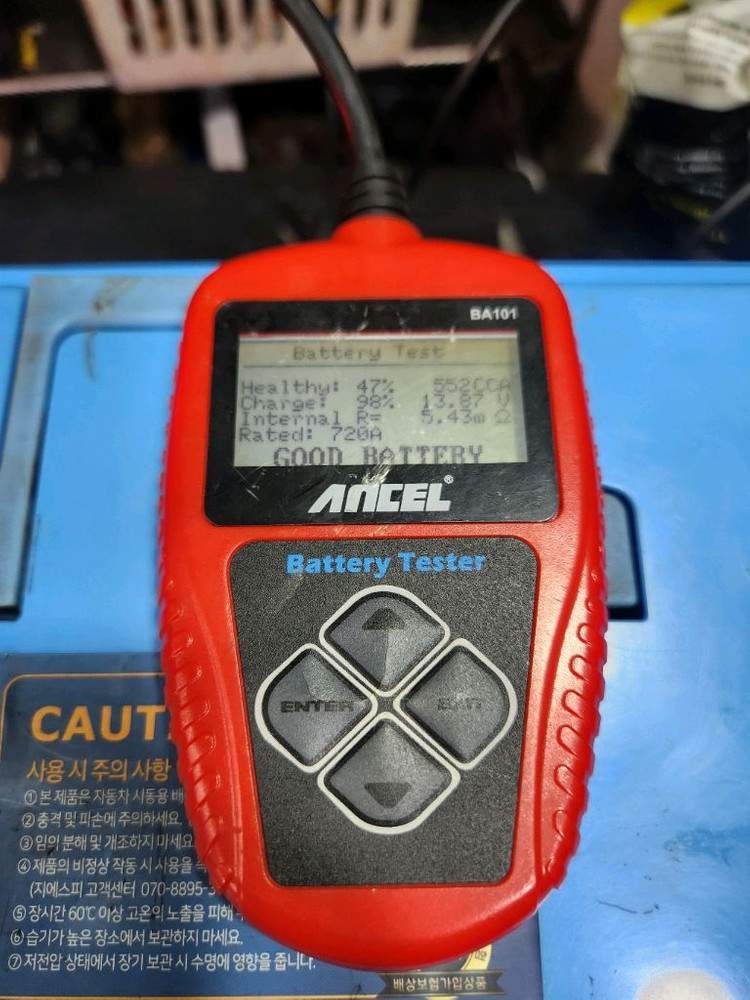 BA101
Battery Test
Healthy: 47% 552CCA
Charge: 98% 13.87 V
Internal R= 5.43m Ω
Rated: 720A
GOOD BATTERY
ANCEL®
Battery Tester
ENTER BATT
CAUT
사용 시 주의 사항
① 본 제품은 자동차 시동용 배
② 충격 및 파손에 주의하세요.
③ 임의 분해 및 개조하지 마세요
④ 제품의 비정상 작동 시 사용을
(지에스피 고객센터 070-8895-
⑤ 장시간 60℃ 이상 고온의 노출을 피해
⑥ 습기가 높은 장소에서 보관하지 마세요.
⑦ 저전압 상태에서 장기 보관 시 수명에 영향을 줍니다.
배상보험가입상품